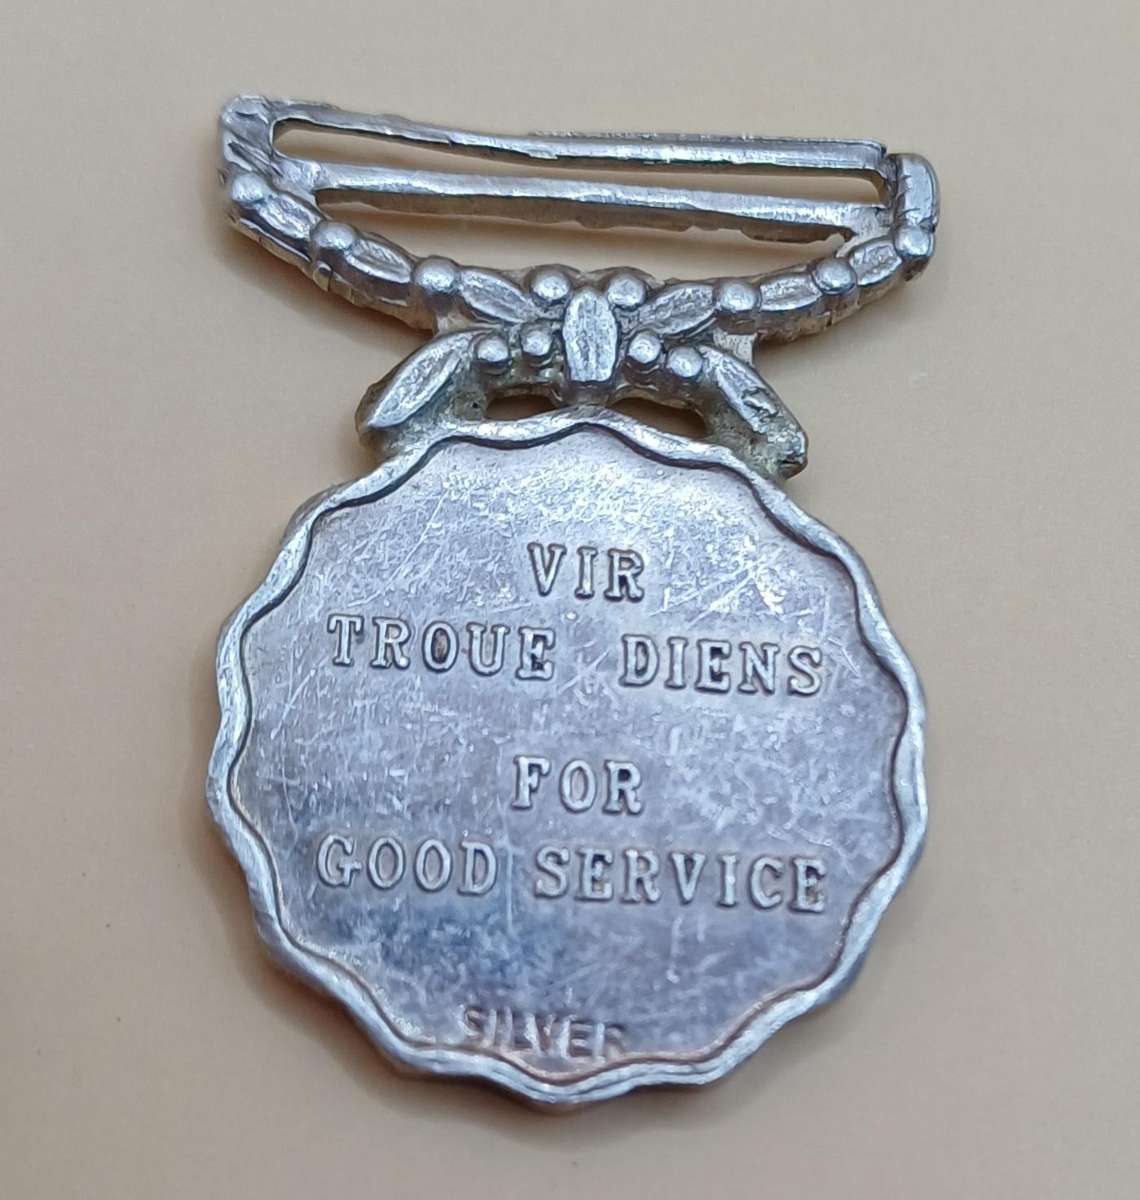 VIR
TROUE DIENS
FOR
GOOD SERVICE
SILVER